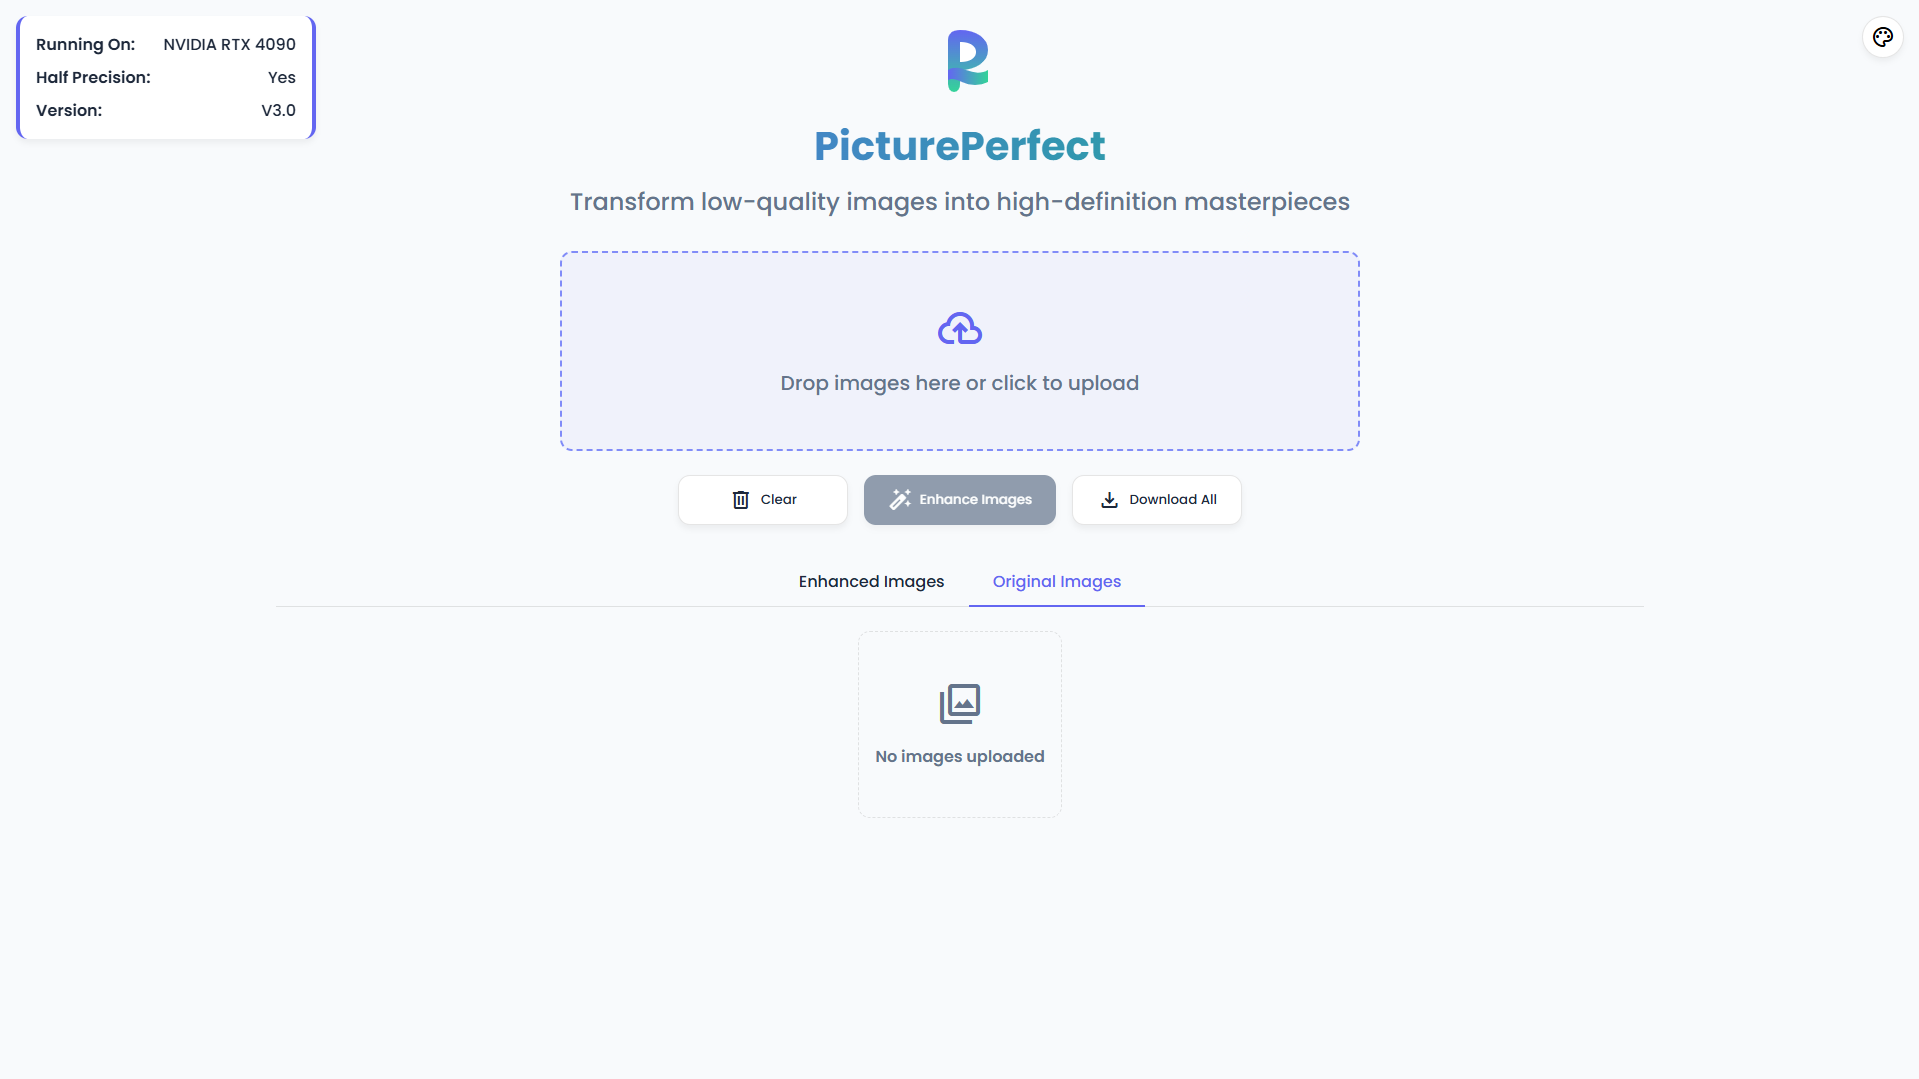 Running On: NVIDIA RTX 4090
Half Precision: Yes
Version: V3.0
PicturePerfect
Transform low-quality images into high-definition masterpieces
Drop images here or click to upload
Clear
Enhance Images
Download All
Enhanced Images
Original Images
No images uploaded